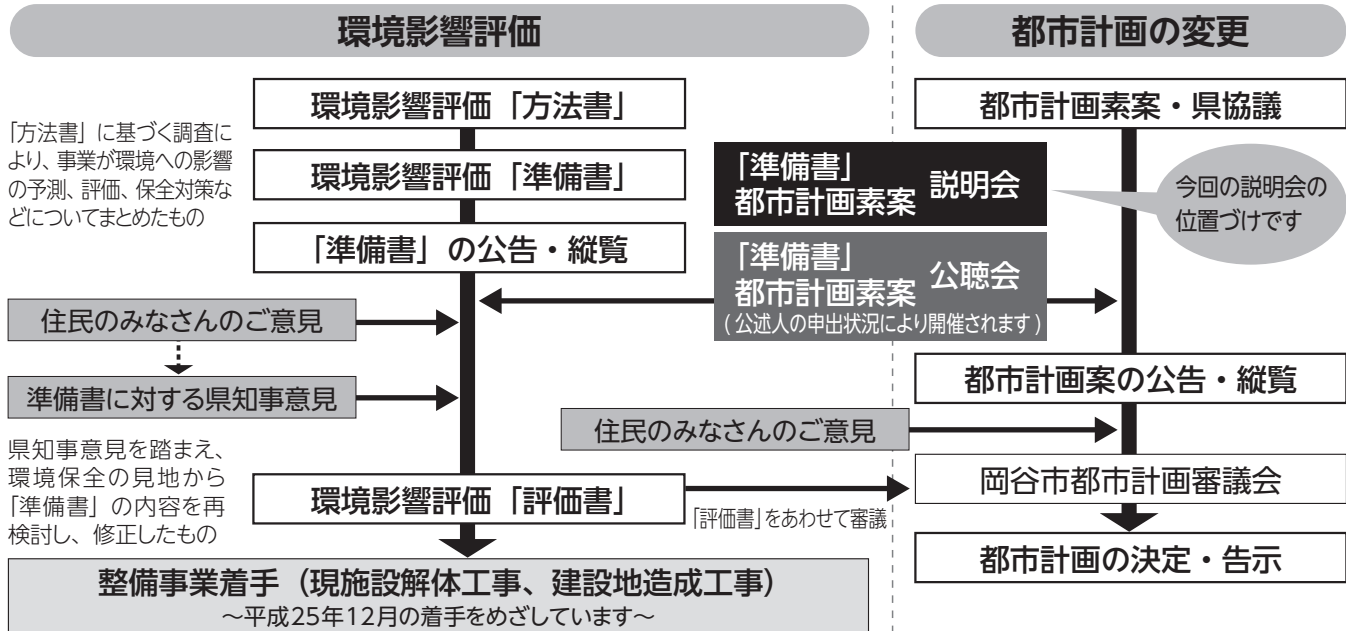 環境影響評価
環境影響評価「方法書」
「方法書」に基づく調査に
より、事業が環境への影響
の予測、評価、保全対策な
どについてまとめたもの
環境影響評価「準備書」
「準備書」の公告・縦覧
住民のみなさんのご意見
準備書に対する県知事意見
県知事意見を踏まえ、
環境保全の見地から
「準備書」の内容を再
検討し、修正したもの
環境影響評価「評価書」
「評価書」をあわせて審議
整備事業着手（現施設解体工事、建設地造成工事）
～平成25年12月の着手をめざしています～
「準備書」
都市計画素案 説明会
「準備書」
都市計画素案 公聴会
(公述人の申出状況により開催されます)
都市計画の変更
都市計画素案・県協議
今回の説明会の
位置づけです
都市計画案の公告・縦覧
住民のみなさんのご意見
岡谷市都市計画審議会
都市計画の決定・告示